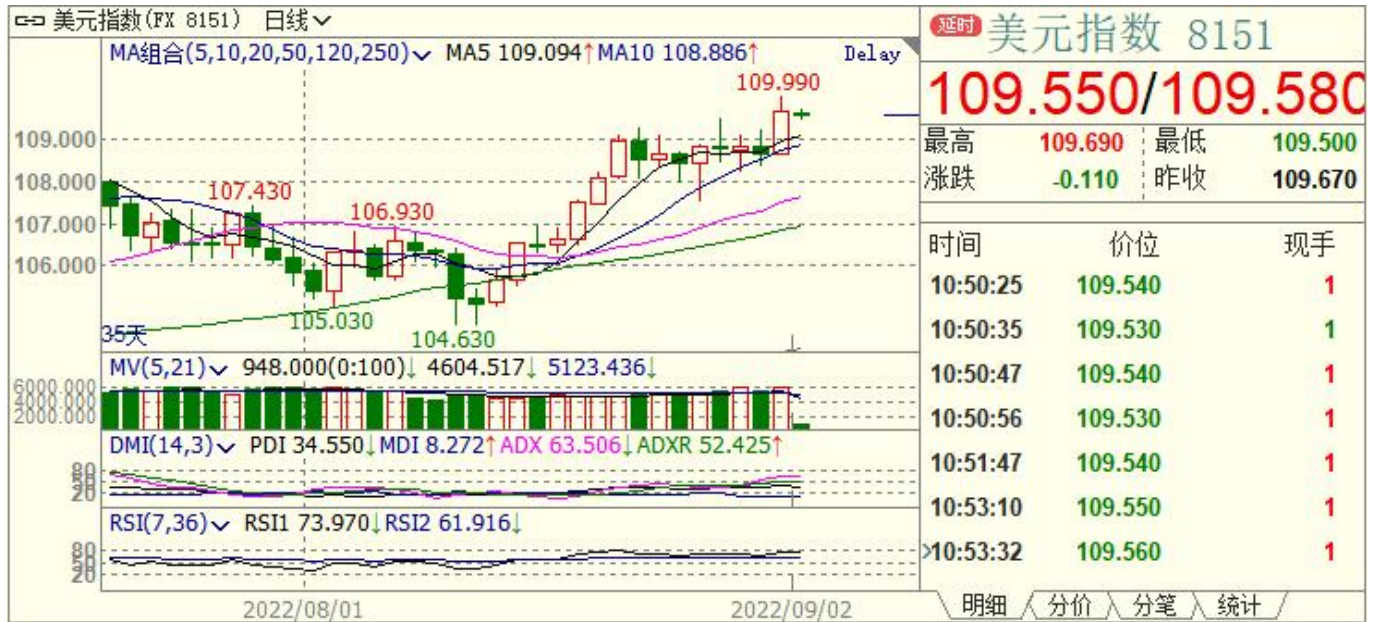 美元指数(FX 8151) 日线
MA组合(5,10,20,50,120,250) MA5 109.094↑ MA10 108.886↑ Delay
109.990
109.000
108.000
107.430
107.000
106.930
106.000
105.030
104.630
35天
MV(5,21) 948.000(0:100)↓ 4604.517↓ 5123.436↓
6000.000
4000.000
2000.000
DMI(14,3) PDI 34.550↓ MDI 8.272↑ ADX 63.506↓ ADXR 52.425↑
80
50
20
RSI(7,36) RSI1 73.970↓ RSI2 61.916↓
80
50
20
2022/08/01 2022/09/02
延时 美元指数 8151
109.550/109.580
最高 109.690 最低 109.500
涨跌 -0.110 昨收 109.670
时间 价位 现手
10:50:25 109.540 1
10:50:35 109.530 1
10:50:47 109.540 1
10:50:56 109.530 1
10:51:47 109.540 1
10:53:10 109.550 1
10:53:32 109.560 1
明细 分价 分笔 统计